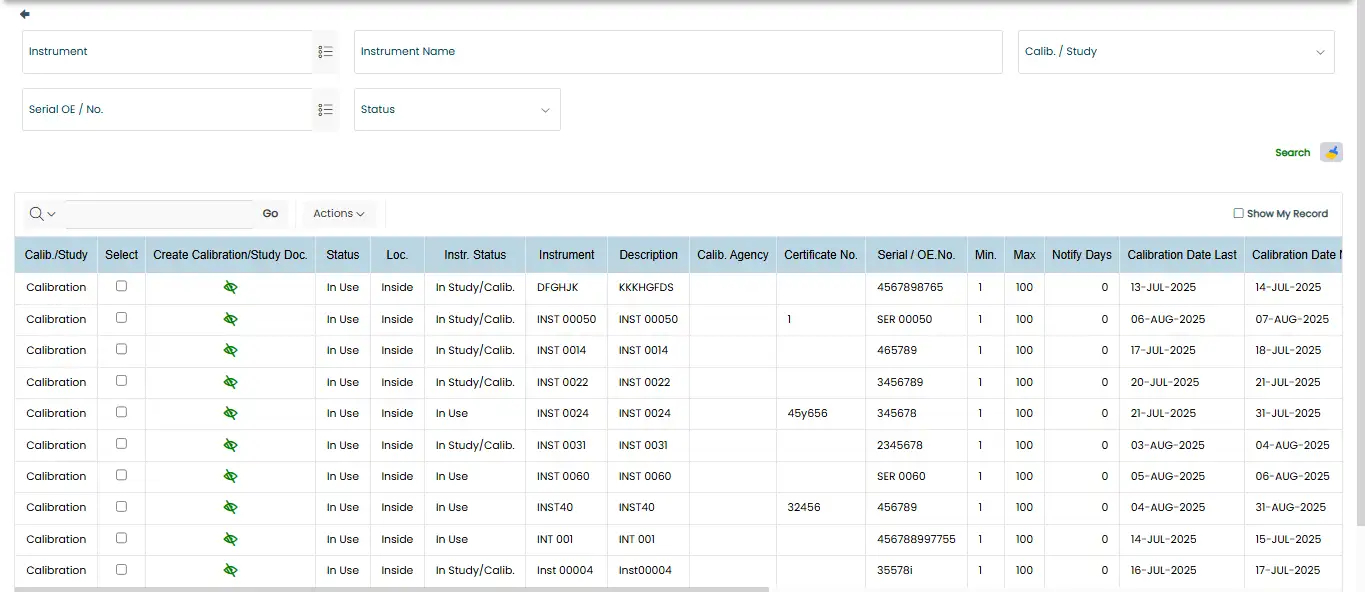 Instrument Instrument Name Calib. / Study
Serial OE / No. Status
Search
Go Actions Show My Record
Calib./Study Select Create Calibration/Study Doc. Status Loc. Instr. Status Instrument Description Calib. Agency Certificate No. Serial / OE.No. Min. Max Notify Days Calibration Date Last Calibration Date
Calibration In Use Inside In Study/Calib. DFGHJK KKKHGFDS 4567898765 1 100 0 13-JUL-2025 14-JUL-2025
Calibration In Use Inside In Study/Calib. INST 00050 INST 00050 1 SER 00050 1 100 0 06-AUG-2025 07-AUG-2025
Calibration In Use Inside In Study/Calib. INST 0014 INST 0014 465789 1 100 0 17-JUL-2025 18-JUL-2025
Calibration In Use Inside In Study/Calib. INST 0022 INST 0022 3456789 1 100 0 20-JUL-2025 21-JUL-2025
Calibration In Use Inside In Use INST 0024 INST 0024 45y656 345678 1 100 0 21-JUL-2025 31-JUL-2025
Calibration In Use Inside In Study/Calib. INST 0031 INST 0031 2345678 1 100 0 03-AUG-2025 04-AUG-2025
Calibration In Use Inside In Use INST 0060 INST 0060 SER 0060 1 100 0 05-AUG-2025 06-AUG-2025
Calibration In Use Inside In Use INST40 INST40 32456 456789 1 100 0 04-AUG-2025 31-AUG-2025
Calibration In Use Inside In Use INT 001 INT 001 456788997755 1 100 0 14-JUL-2025 15-JUL-2025
Calibration In Use Inside In Study/Calib. Inst 00004 Inst00004 35578i 1 100 0 16-JUL-2025 17-JUL-2025